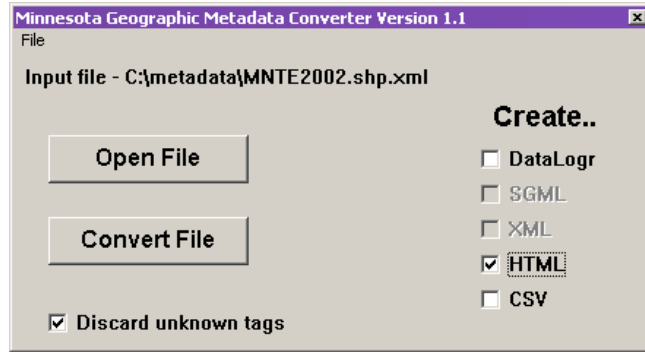 Minnesota Geographic Metadata Converter Version 1.1
File
Input file - C:\metadata\MNTE2002.shp.xml
Create..
Open File
DataLogr
SGML
Convert File
XML
HTML
CSV
Discard unknown tags